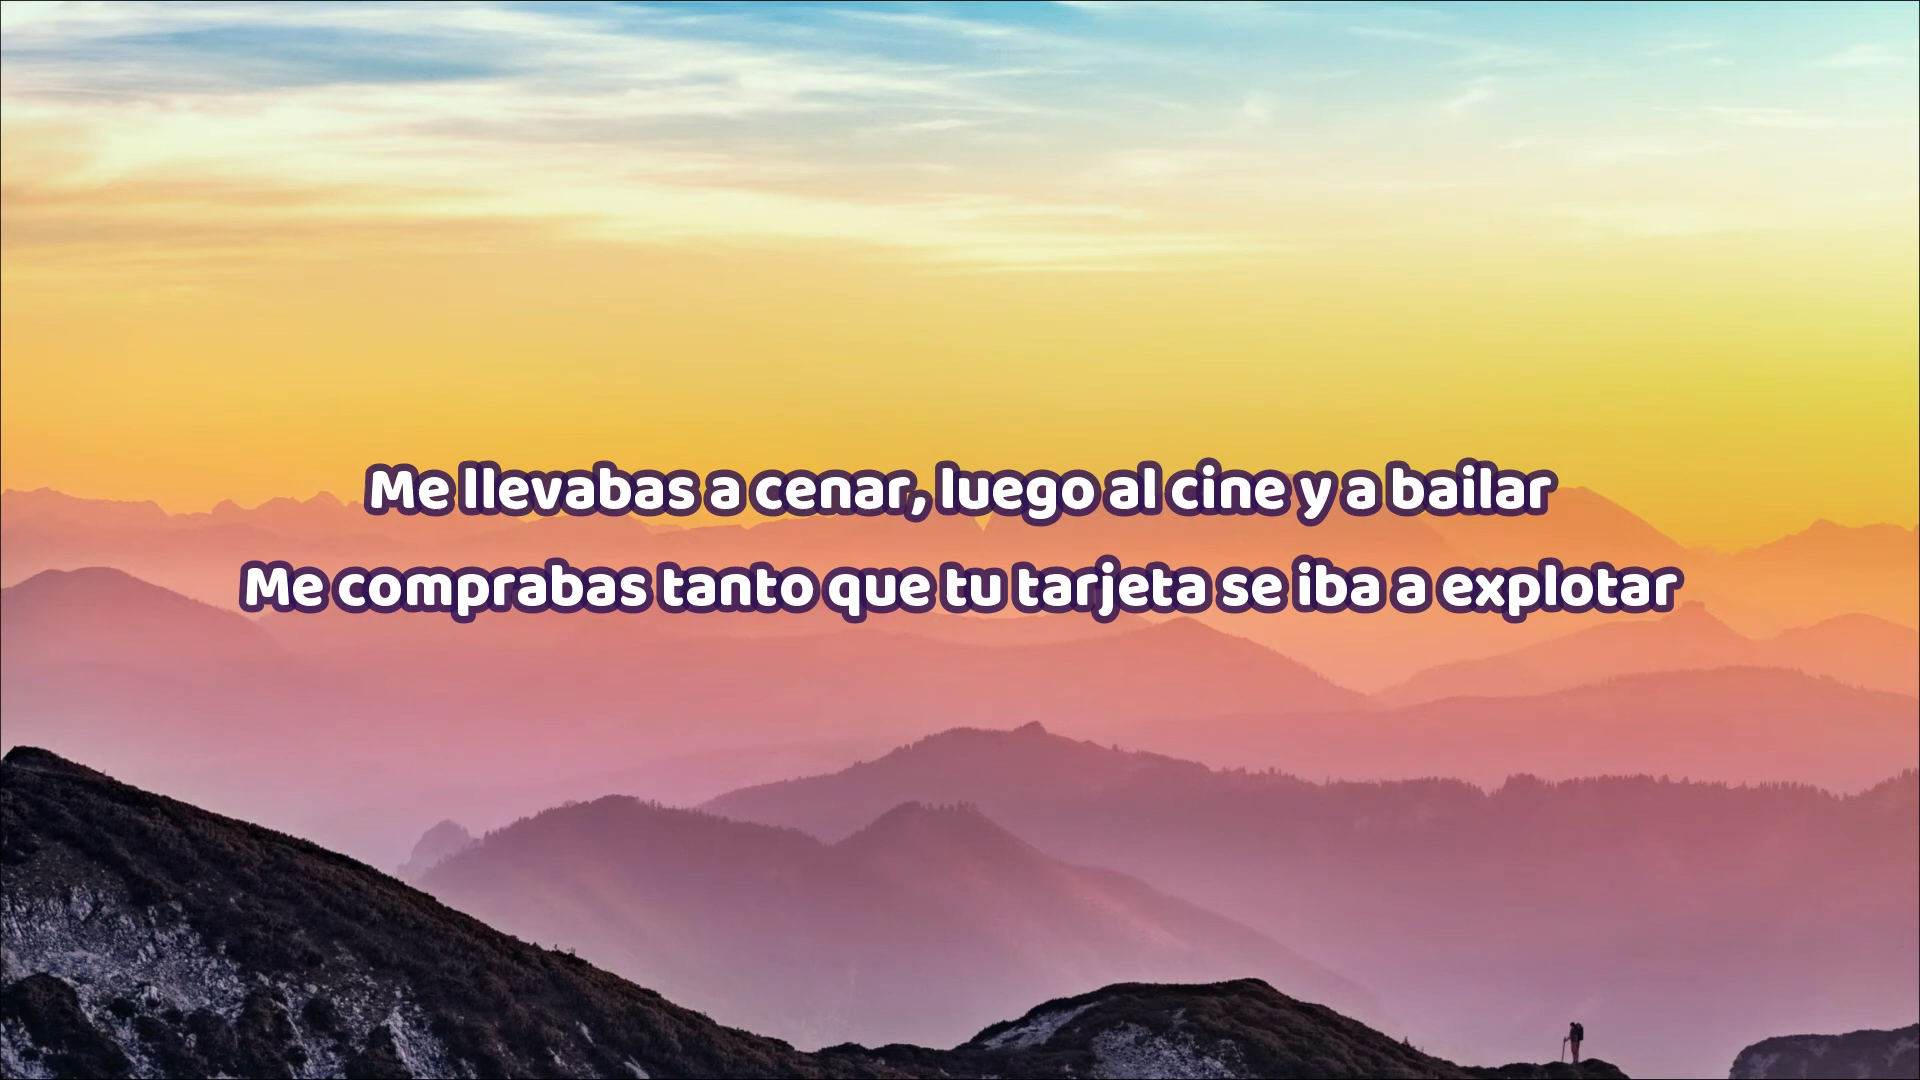 Me llevabas a cenar, luego al cine y a bailar
Me comprabas tanto que tu tarjeta se iba a explotar